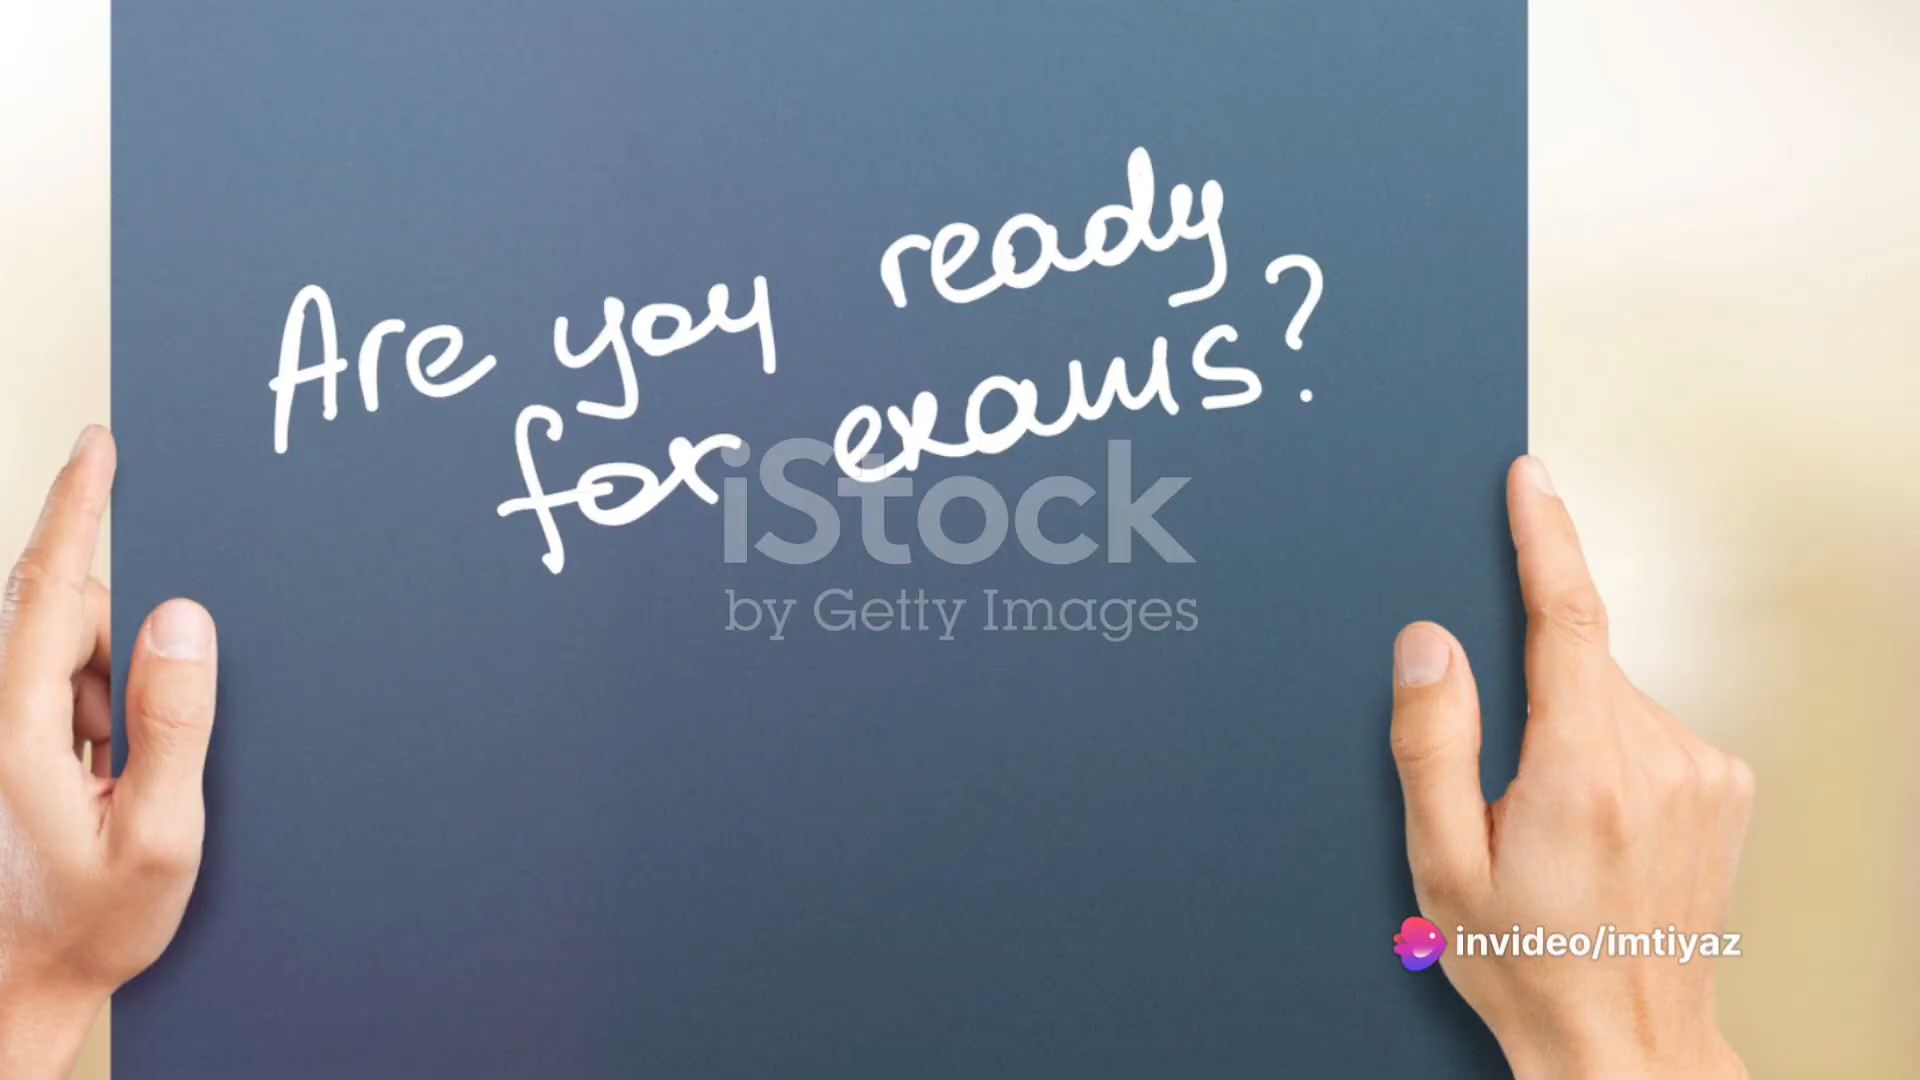 Are you ready
for exams?
iStock
by Getty Images
invideo/imtiyaz